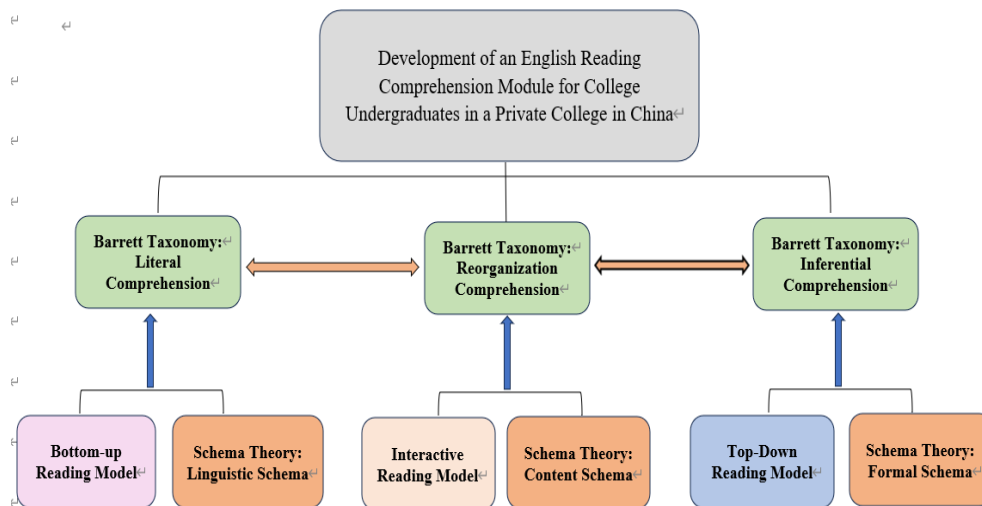 Development of an English Reading
Comprehension Module for College
Undergraduates in a Private College in China
Barrett Taxonomy:
Literal
Comprehension
Barrett Taxonomy:
Reorganization
Comprehension
Barrett Taxonomy:
Inferential
Comprehension
Bottom-up
Reading Model
Schema Theory:
Linguistic Schema
Interactive
Reading Model
Schema Theory:
Content Schema
Top-Down
Reading Model
Schema Theory:
Formal Schema